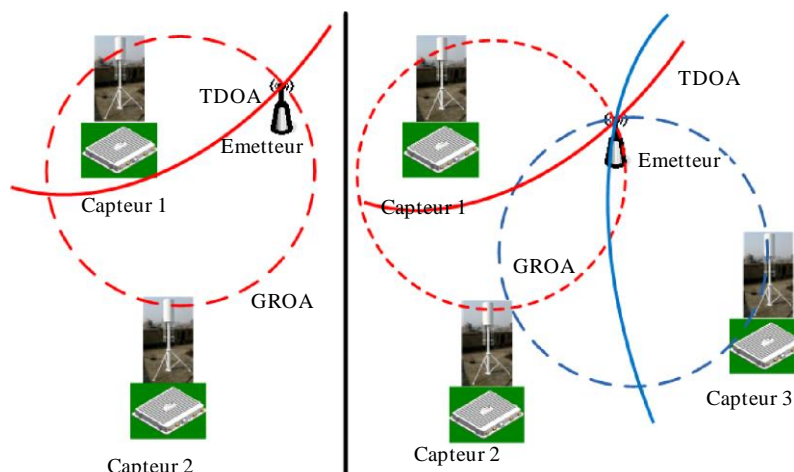 TDOA
Emetteur
Capteur 1
GROA
Capteur 2
TDOA
Emetteur
Capteur 1
GROA
Capteur 3
Capteur 2